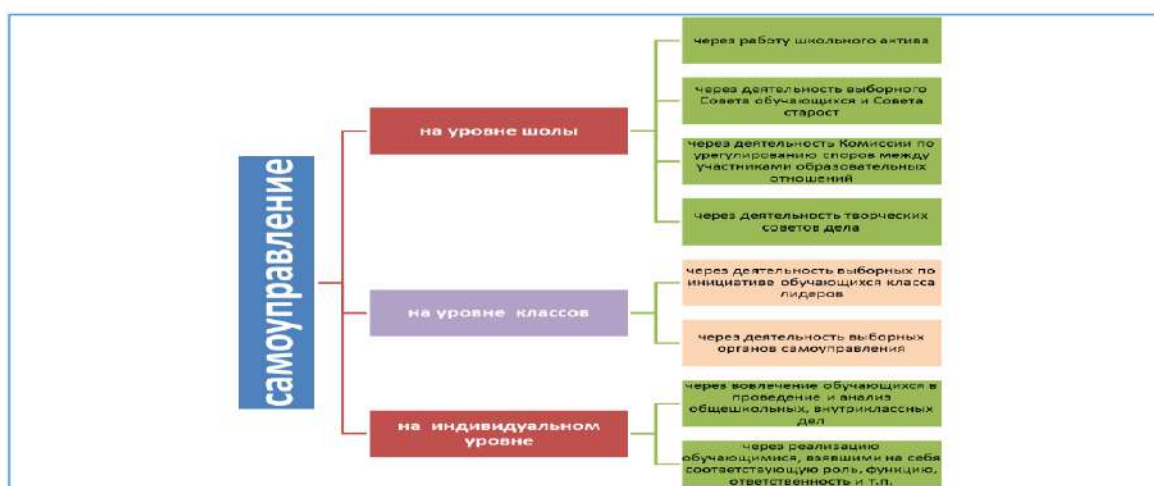 самоуправление
на уровне шолы
через работу школьного актива
через деятельность выборного
Совета обучающихся и Совета
старост
через деятельность Комиссии по
урегулированию споров между
участниками образовательных
отношений
через деятельность творческих
советов дела
на уровне классов
через деятельность выборных по
инициативе обучающихся класса
лидеров
через деятельность выборных
органов самоуправления
на индивидуальном
уровне
через вовлечение обучающихся в
проведение и анализ
общешкольных, внутриклассных
дел
через реализацию
обучающимися, взявшими на себя
соответствующую роль, функцию,
ответственность и т.п.